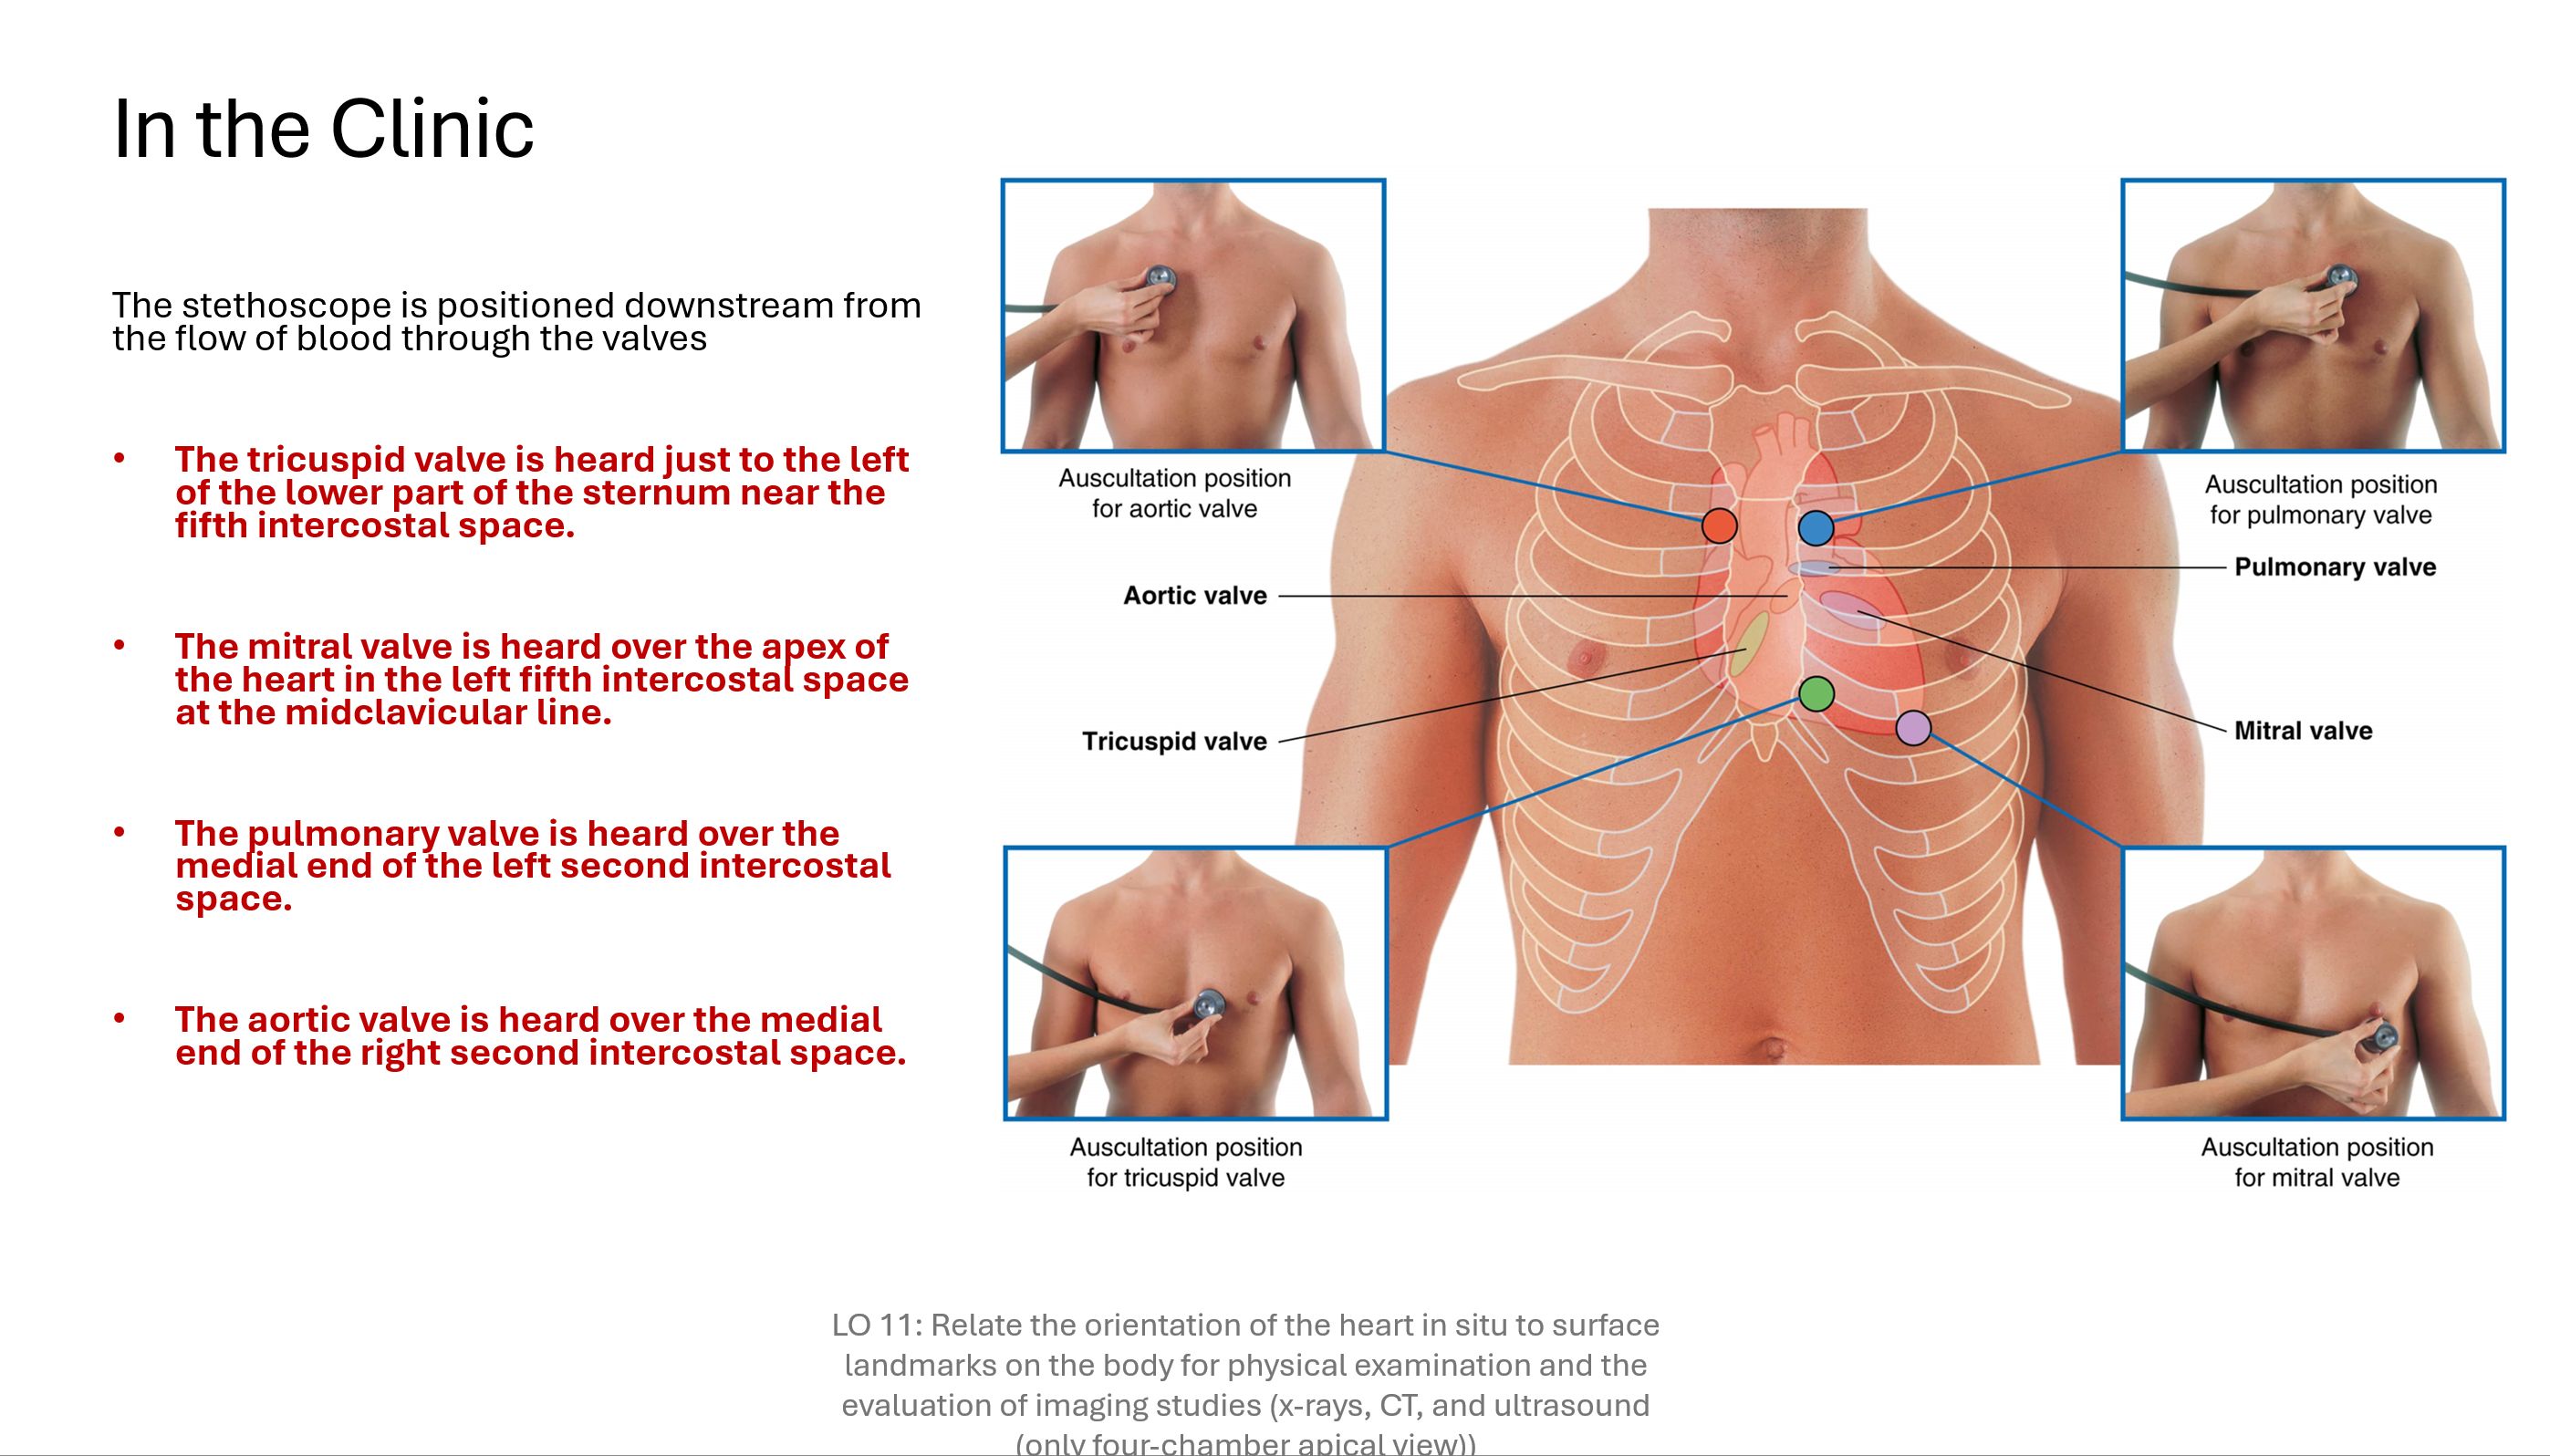 In the Clinic
The stethoscope is positioned downstream from
the flow of blood through the valves
• The tricuspid valve is heard just to the left
of the lower part of the sternum near the
fifth intercostal space.
• The mitral valve is heard over the apex of
the heart in the left fifth intercostal space
at the midclavicular line.
• The pulmonary valve is heard over the
medial end of the left second intercostal
space.
• The aortic valve is heard over the medial
end of the right second intercostal space.
Auscultation position
for aortic valve
Auscultation position
for pulmonary valve
Pulmonary valve
Aortic valve
Tricuspid valve
Mitral valve
Auscultation position
for tricuspid valve
Auscultation position
for mitral valve
LO 11: Relate the orientation of the heart in situ to surface
landmarks on the body for physical examination and the
evaluation of imaging studies (x-rays, CT, and ultrasound
(only four-chamber apical view))